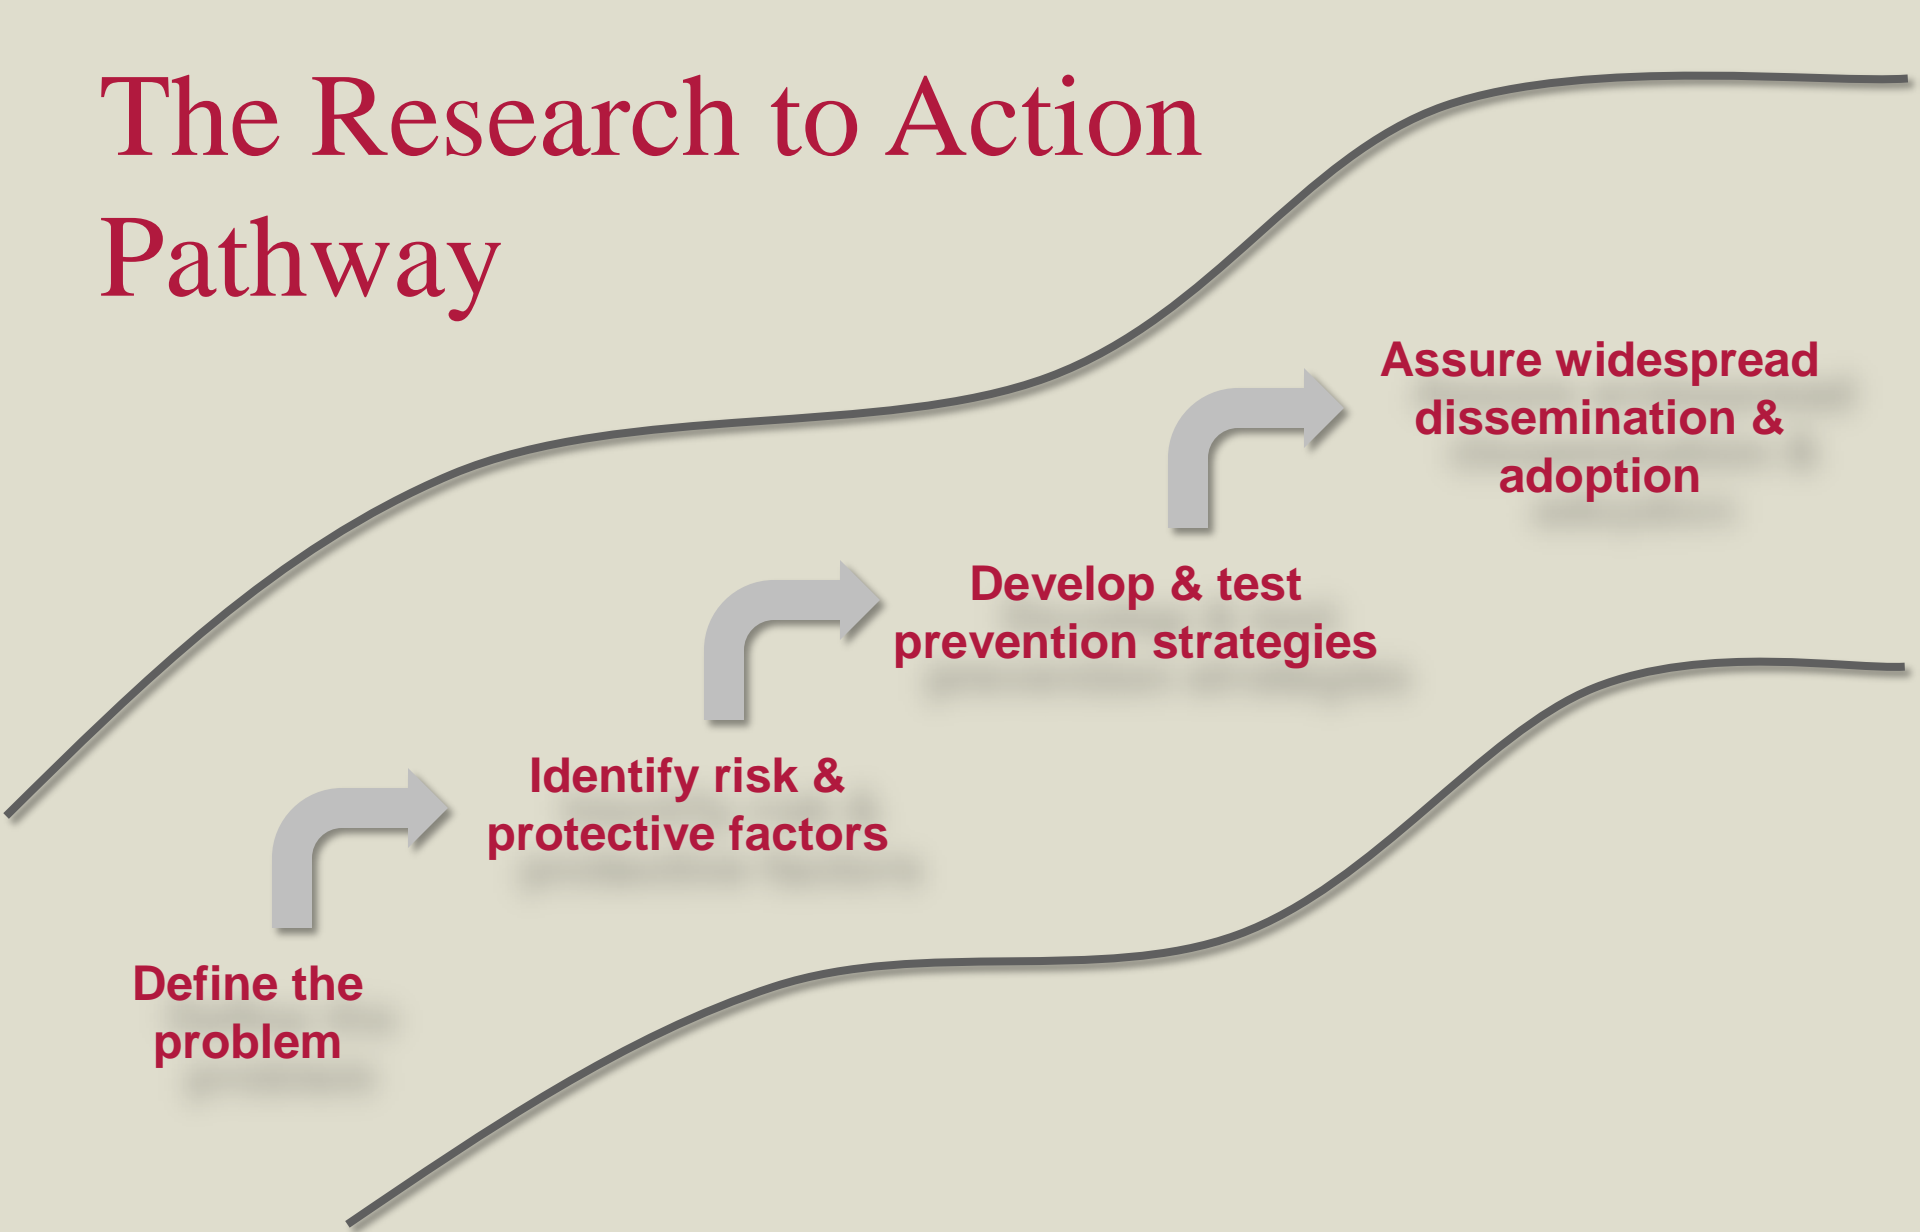 The Research to Action
Pathway
Assure widespread
dissemination &
adoption
Develop & test
prevention strategies
Identify risk &
protective factors
Define the
problem